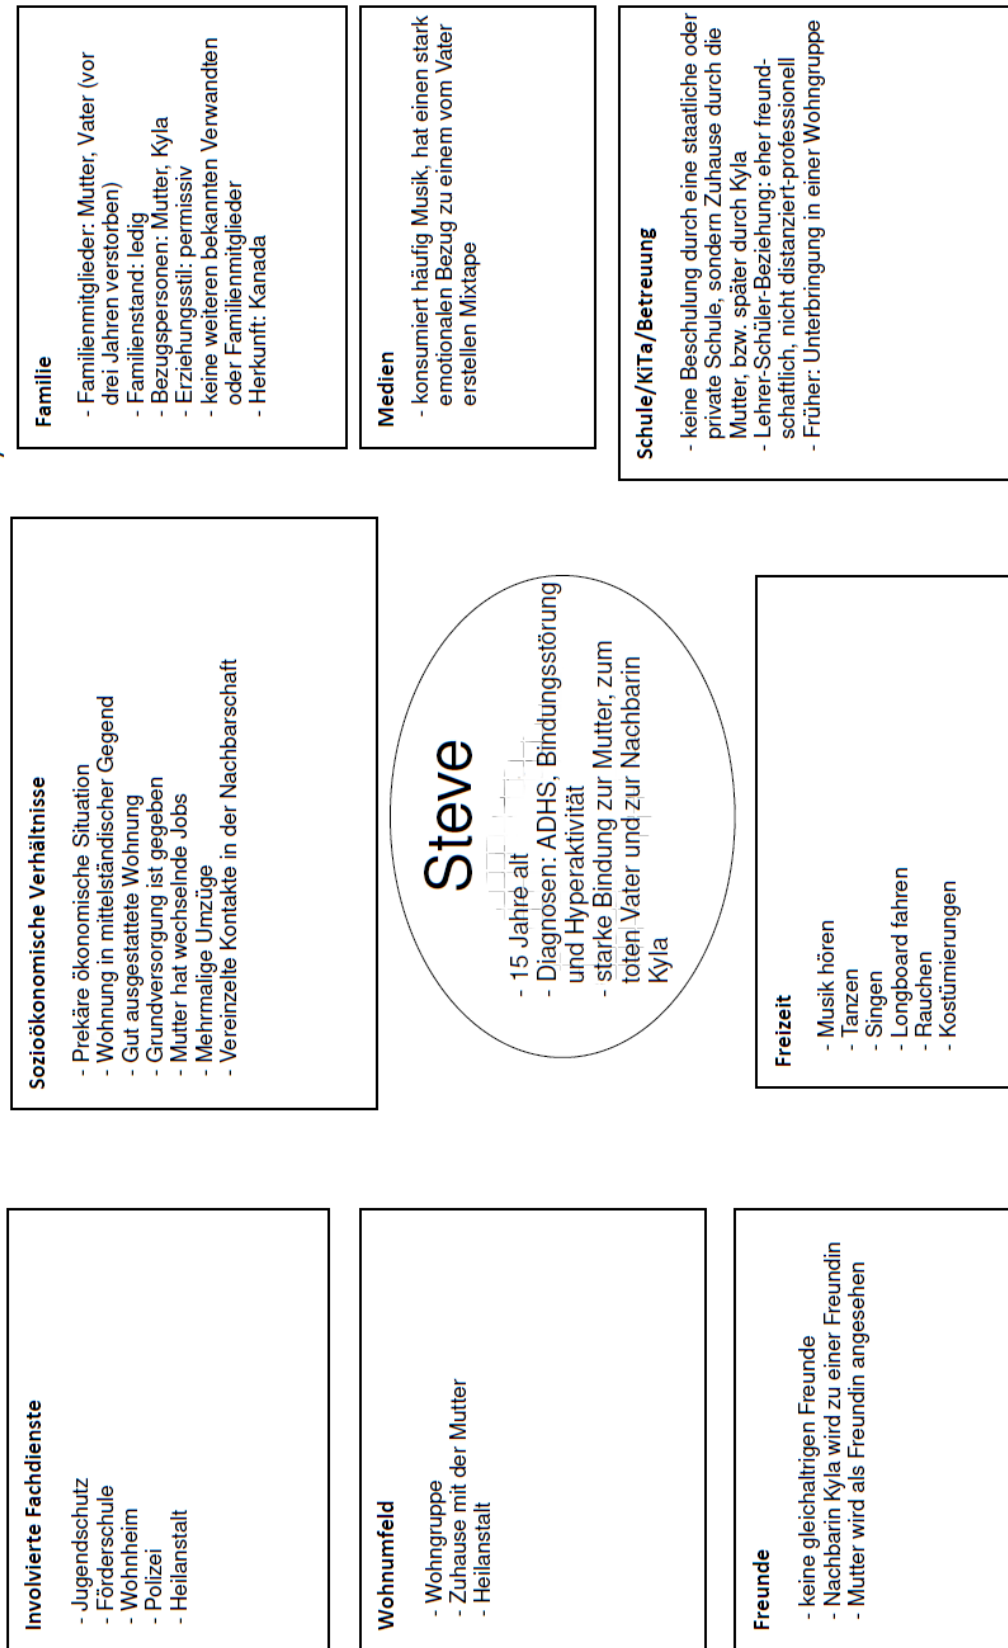 Involvierte Fachdienste
- Jugendschutz
- Förderschule
- Wohnheim
- Polizei
- Heilanstalt
Sozioökonomische Verhältnisse
- Prekäre ökonomische Situation
- Wohnung in mittelständischer Gegend
- Gut ausgestattete Wohnung
- Grundversorgung ist gegeben
- Mutter hat wechselnde Jobs
- Mehrmalige Umzüge
- Vereinzelte Kontakte in der Nachbarschaft
Familie
- Familienmitglieder: Mutter, Vater (vor
drei Jahren verstorben)
- Familienstand: ledig
- Bezugspersonen: Mutter, Kyla
- Erziehungsstil: permissiv
- keine weiteren bekannten Verwandten
oder Familienmitglieder
- Herkunft: Kanada
Wohnumfeld
- Wohngruppe
- Zuhause mit der Mutter
- Heilanstalt
Steve
- 15 Jahre alt
- Diagnosen: ADHS, Bindungsstörung
und Hyperaktivität
- starke Bindung zur Mutter, zum
toten Vater und zur Nachbarin
Kyla
Medien
- konsumiert häufig Musik, hat einen stark
emotionalen Bezug zu einem vom Vater
erstellen Mixtape
Freunde
- keine gleichaltrigen Freunde
- Nachbarin Kyla wird zu einer Freundin
- Mutter wird als Freundin angesehen
Freizeit
- Musik hören
- Tanzen
- Singen
- Longboard fahren
- Rauchen
- Kostümierungen
Schule/KiTa/Betreuung
- keine Beschulung durch eine staatliche oder
private Schule, sondern Zuhause durch die
Mutter, bzw. später durch Kyla
- Lehrer-Schüler-Beziehung: eher freund-
schaftlich, nicht distanziert-professionell
- Früher: Unterbringung in einer Wohngruppe